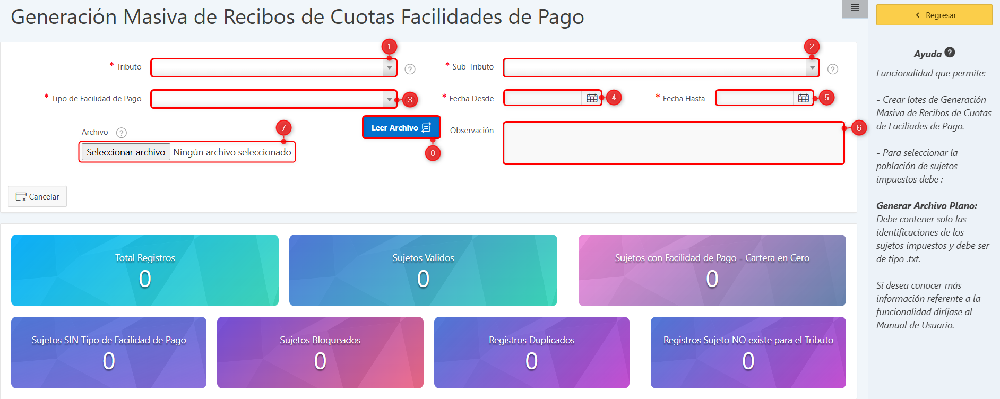 Generación Masiva de Recibos de Cuotas Facilidades de Pago
Regresar
1
2
* Tributo
?
* Sub-Tributo
?
* Tipo de Facilidad de Pago
3
* Fecha Desde
4
* Fecha Hasta
5
Archivo ?
7
Leer Archivo
8
Observación
6
Seleccionar archivo Ningún archivo seleccionado
Cancelar
Total Registros
0
Sujetos Validos
0
Sujetos con Facilidad de Pago - Cartera en Cero
0
Sujetos SIN Tipo de Facilidad de Pago
0
Sujetos Bloqueados
0
Registros Duplicados
0
Registros Sujeto NO existe para el Tributo
0
Ayuda ?
Funcionalidad que permite:
- Crear lotes de Generación
Masiva de Recibos de Cuotas
de Faciliades de Pago.
- Para seleccionar la
población de sujetos
impuestos debe :
Generar Archivo Plano:
Debe contener solo las
identificaciones de los
sujetos impuestos y debe ser
de tipo .txt.
Si desea conocer más
información referente a la
funcionalidad diríjase al
Manual de Usuario.